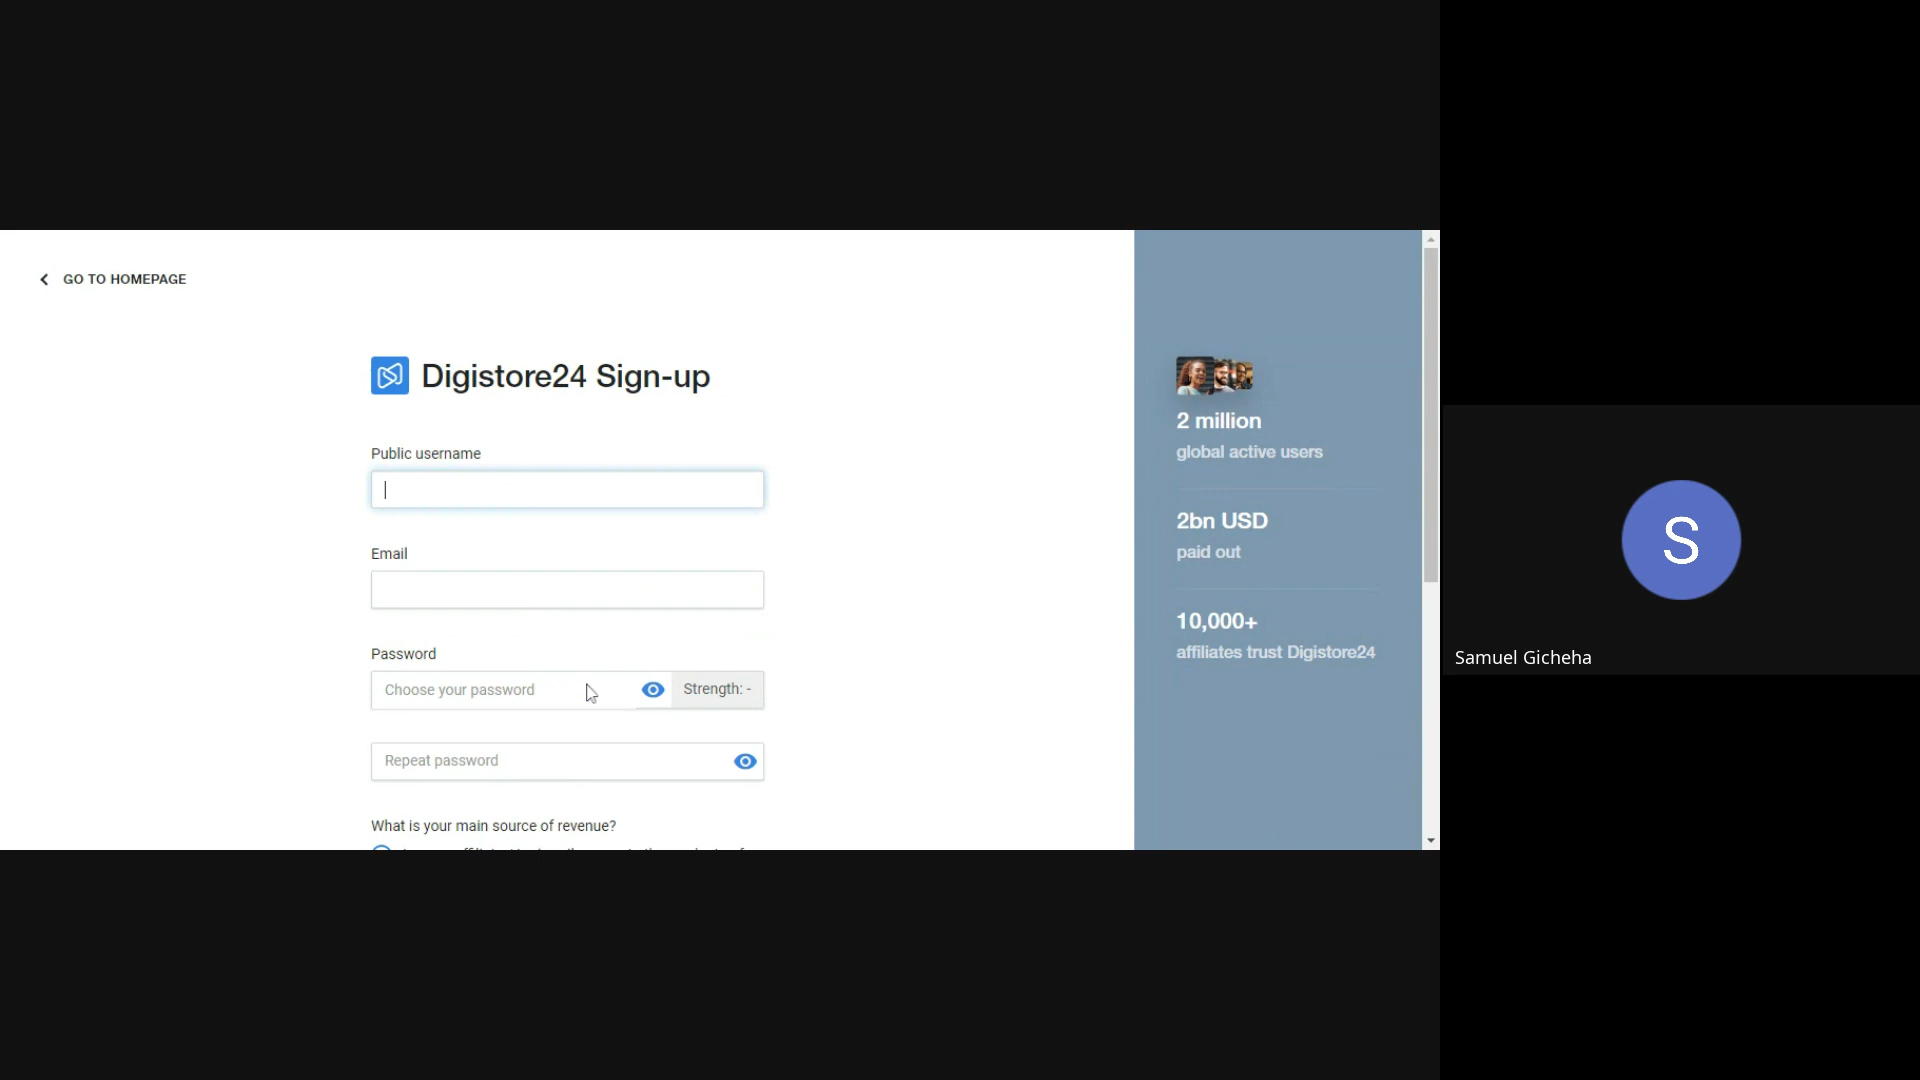 GO TO HOMEPAGE
Digistore24 Sign-up
Public username
Email
Password
Choose your password
Strength: -
Repeat password
What is your main source of revenue?
2 million
global active users
2bn USD
paid out
10,000+
affiliates trust Digistore24
S
Samuel Gicheha